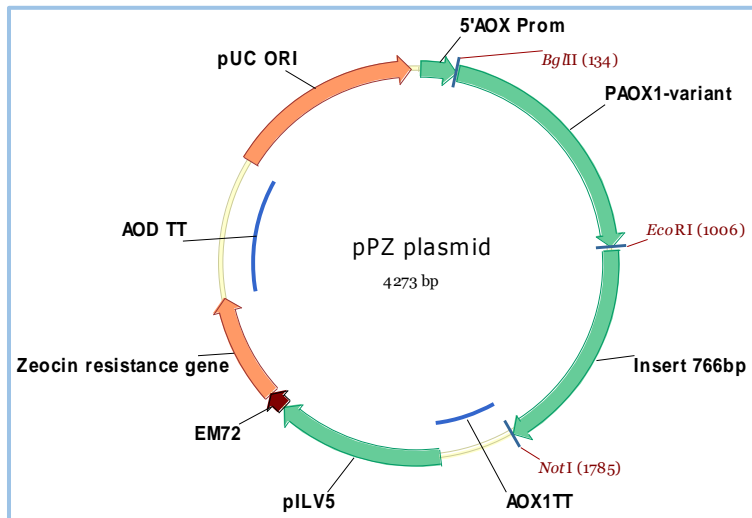 5'AOX Prom
BglII (134)
pUC ORI
PAOX1-variant
AOD TT
EcoRI (1006)
pPZ plasmid
4273 bp
Zeocin resistance gene
Insert 766bp
EM72
NotI (1785)
pILV5
AOX1TT